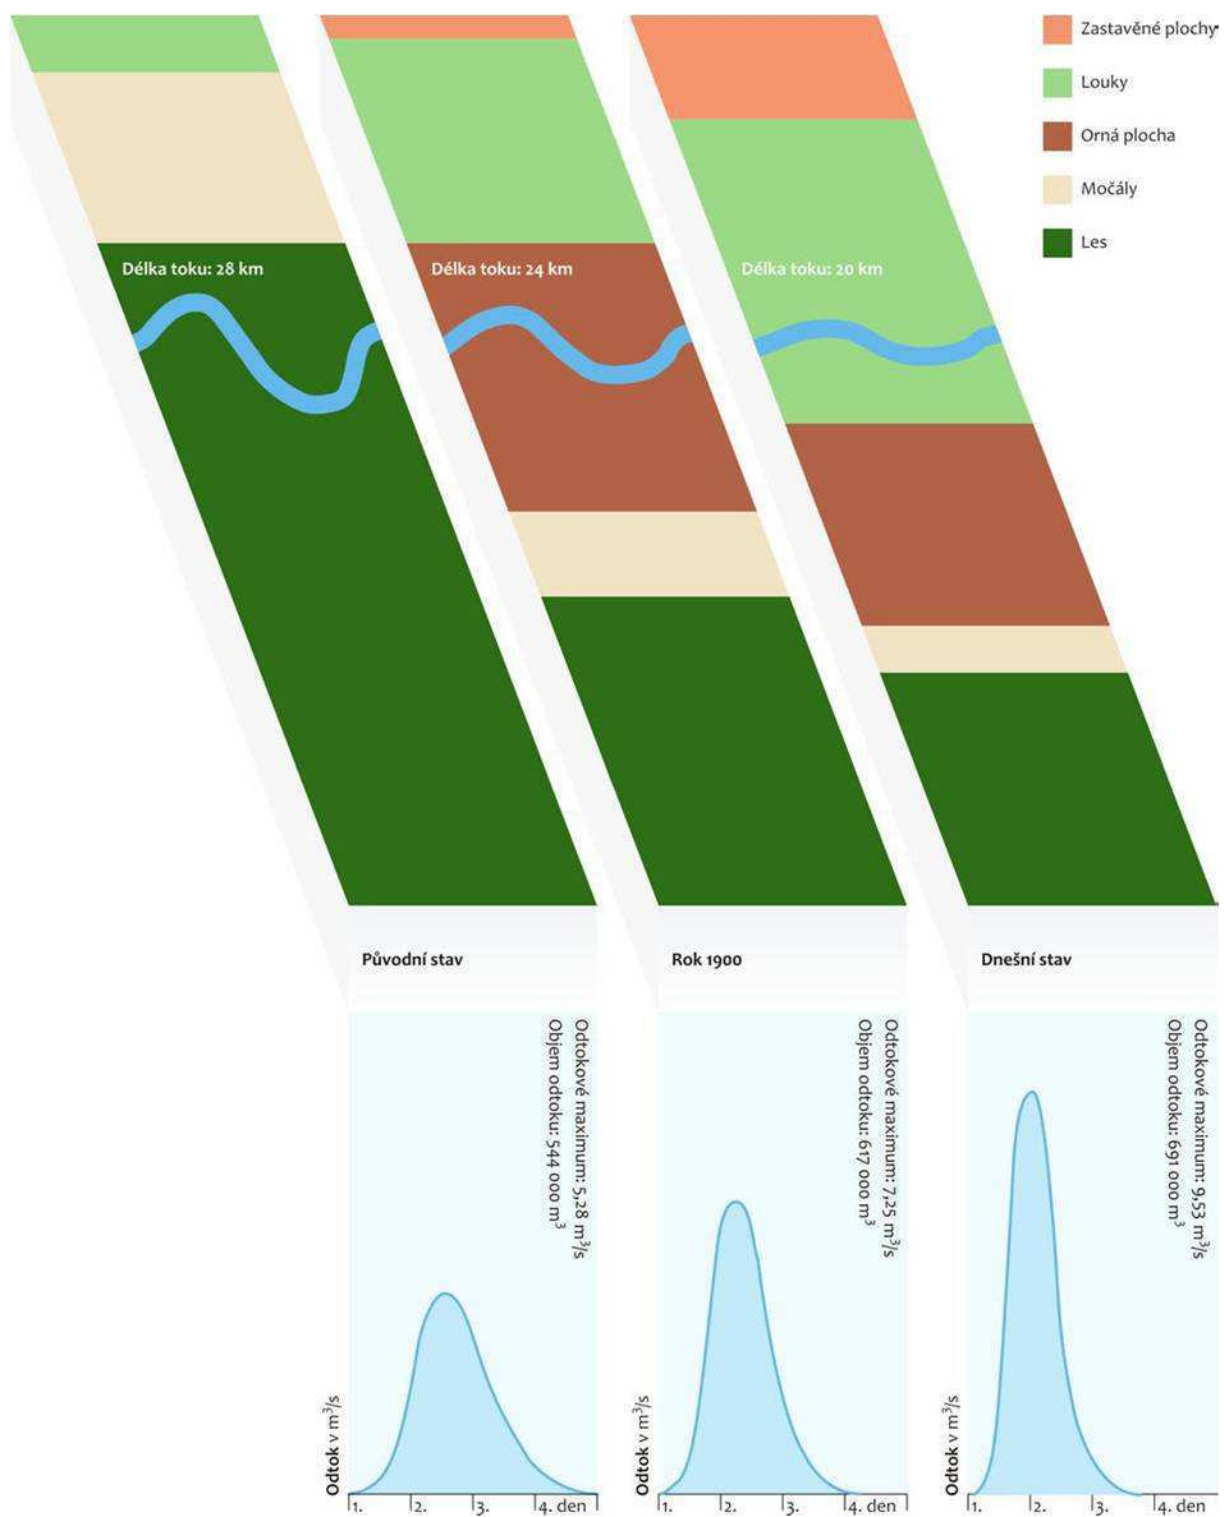 Zastavěné plochy
Louky
Orná plocha
Močály
Les
Délka toku: 28 km
Délka toku: 24 km
Délka toku: 20 km
Původní stav
Rok 1900
Dnešní stav
Odtokové maximum: 5,28 m³/s
Objem odtoku: 544 000 m³
Odtok v m³/s
1. 2. 3. 4. den
Odtokové maximum: 7,25 m³/s
Objem odtoku: 617 000 m³
Odtok v m³/s
1. 2. 3. 4. den
Odtokové maximum: 9,53 m³/s
Objem odtoku: 691 000 m³
Odtok v m³/s
1. 2. 3. 4. den